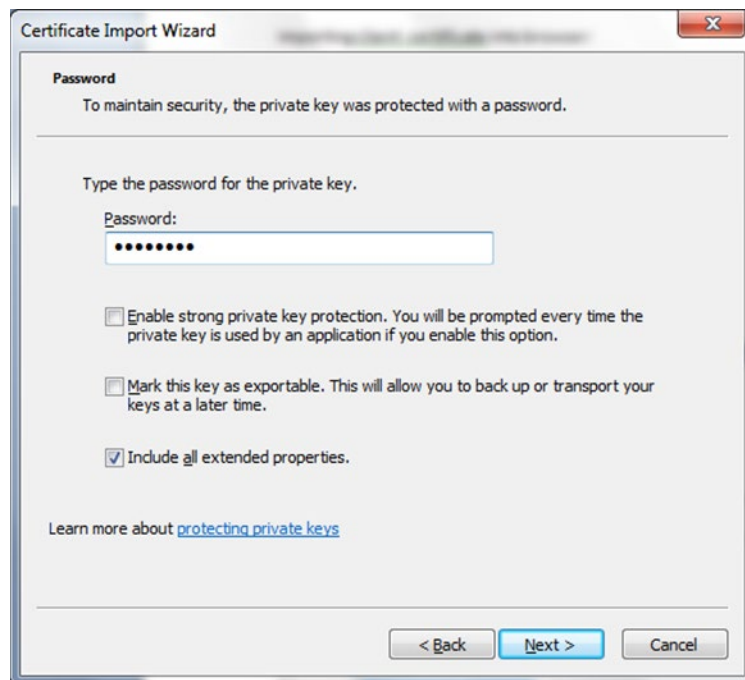 Certificate Import Wizard
Password
To maintain security, the private key was protected with a password.
Type the password for the private key.
Password:
••••••••
Enable strong private key protection. You will be prompted every time the
private key is used by an application if you enable this option.
Mark this key as exportable. This will allow you to back up or transport your
keys at a later time.
Include all extended properties.
Learn more about protecting private keys
< Back
Next >
Cancel